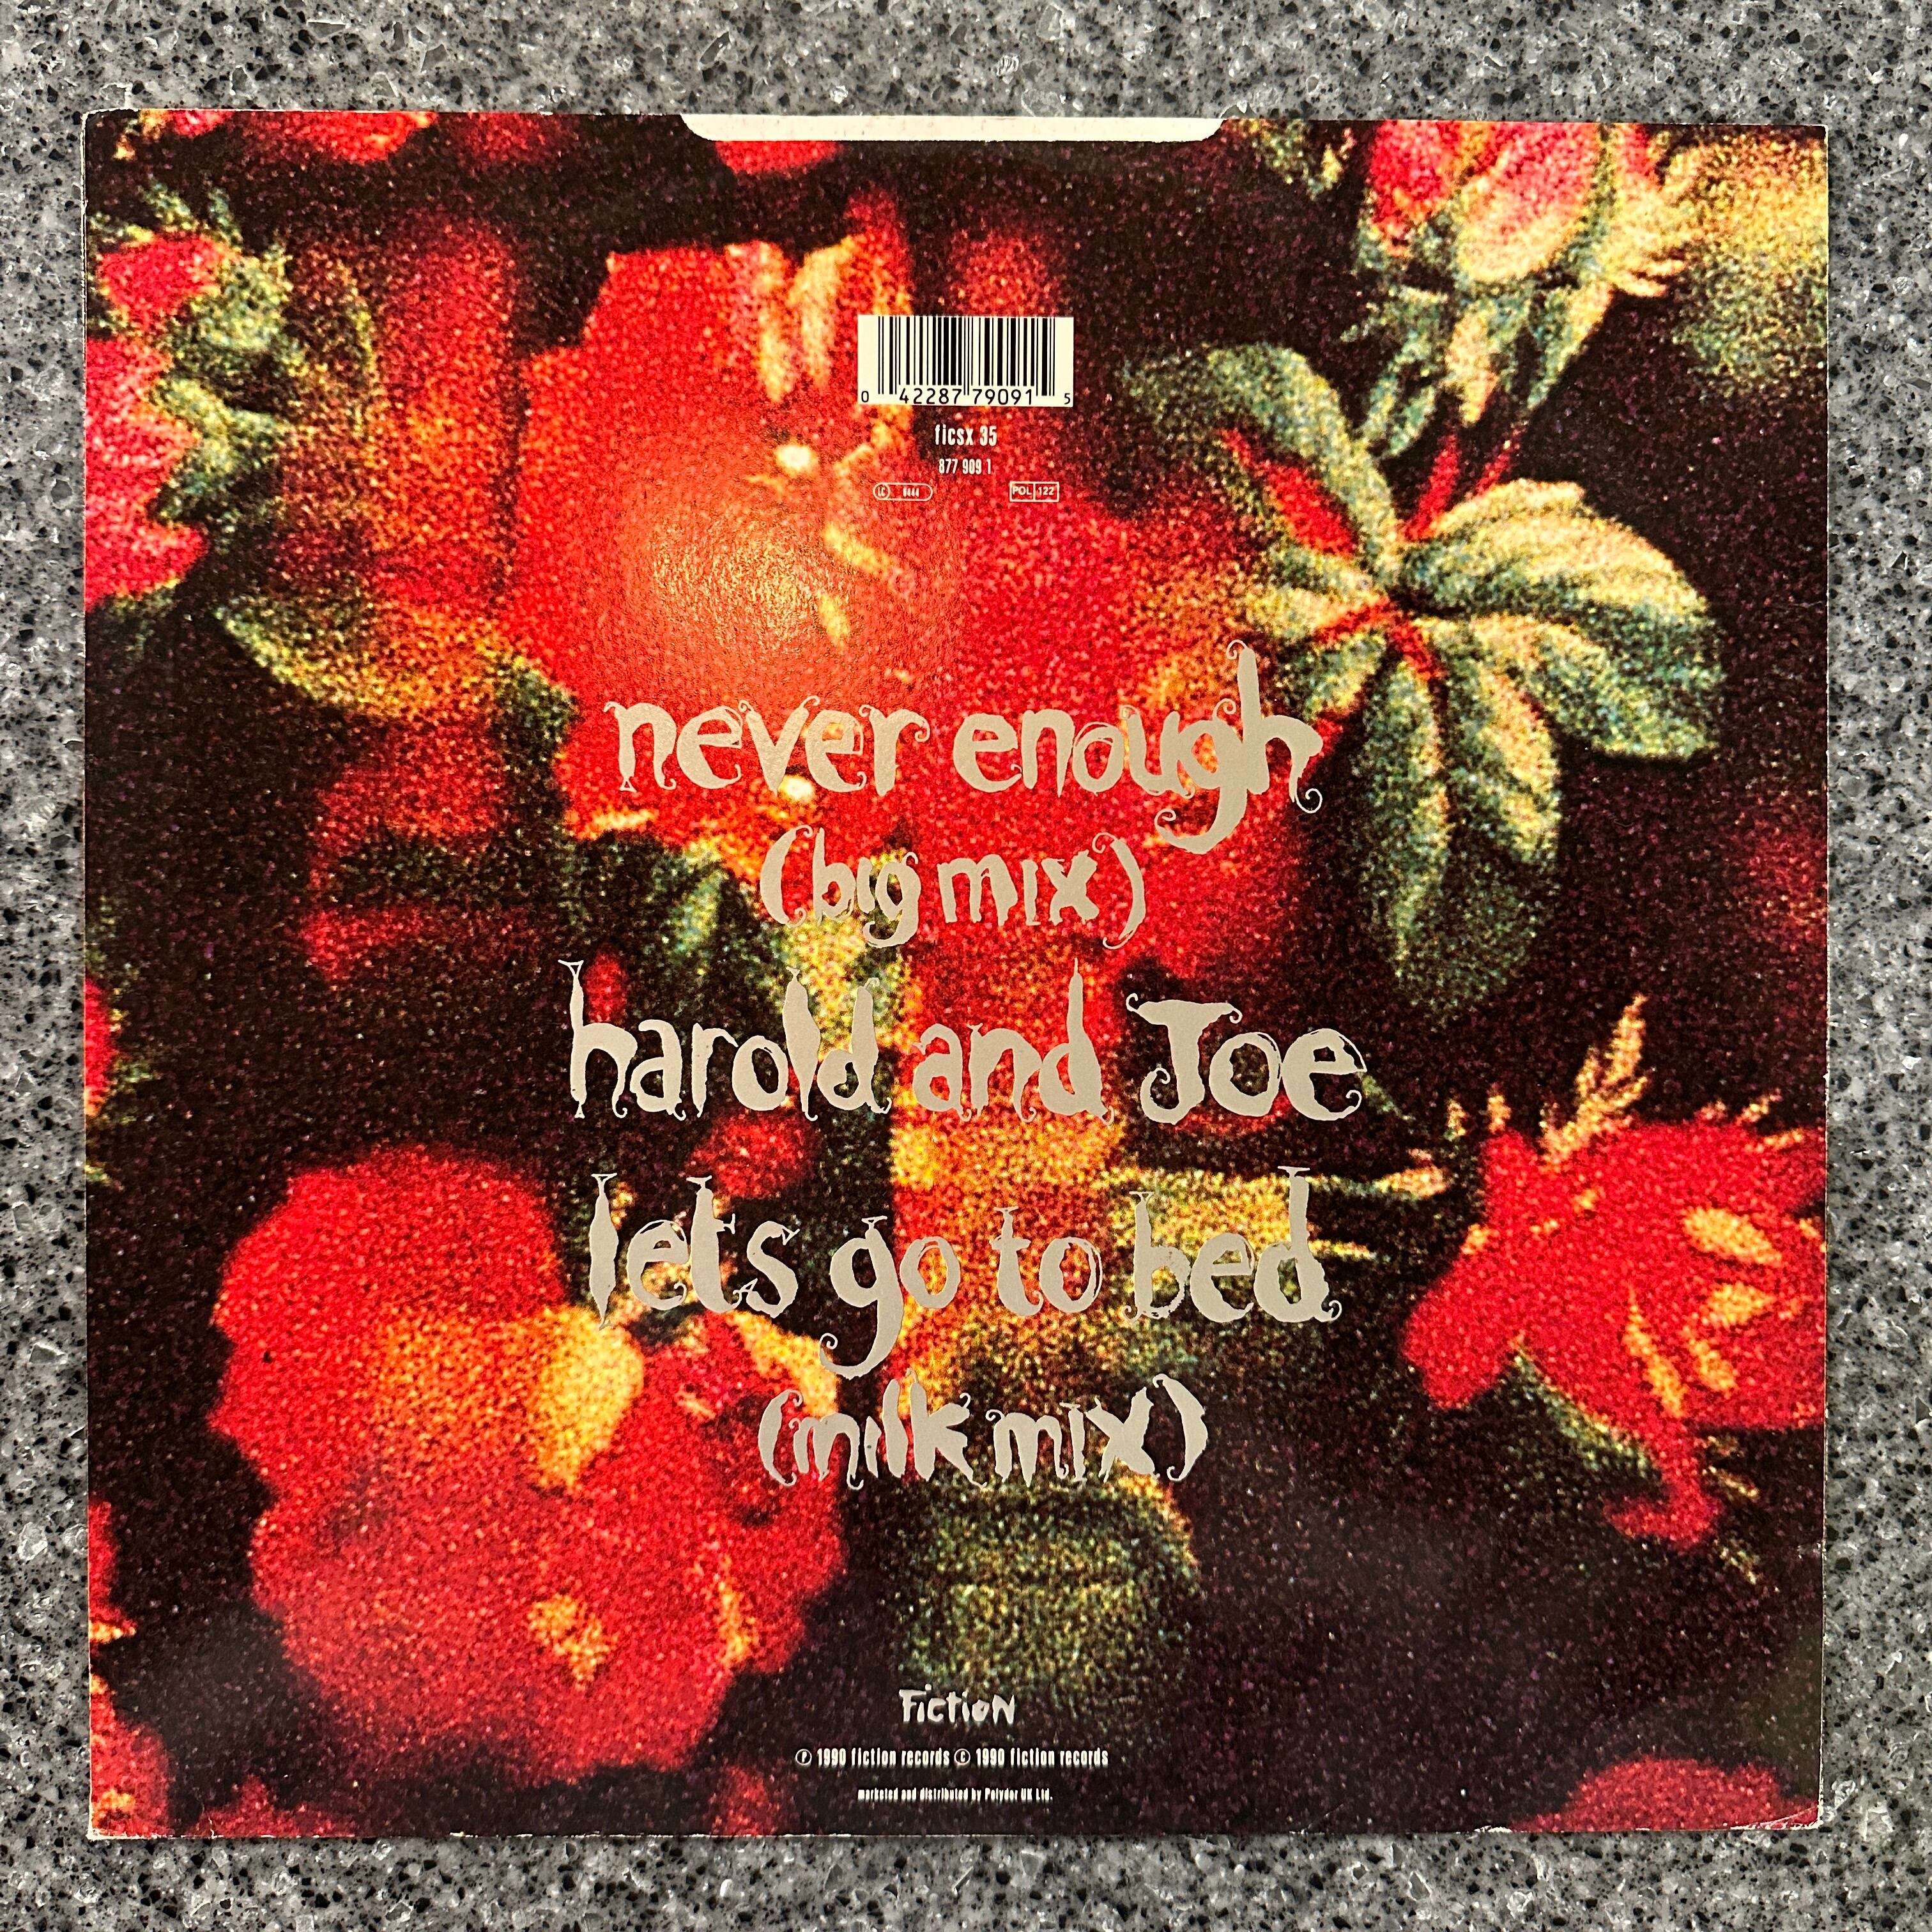 0 42287 79091 5
ficsx 35
877 909 1
LC 8444 POL 122
never enough
(big mix)
harold and Joe
let's go to bed
(milk mix)
Fiction
℗ 1990 fiction records © 1990 fiction records
marketed and distributed by Polydor UK Ltd.